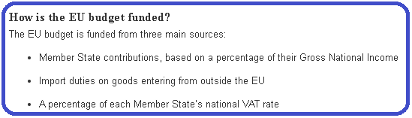 How is the EU budget funded?
The EU budget is funded from three main sources:
• Member State contributions, based on a percentage of their Gross National Income
• Import duties on goods entering from outside the EU
• A percentage of each Member State's national VAT rate